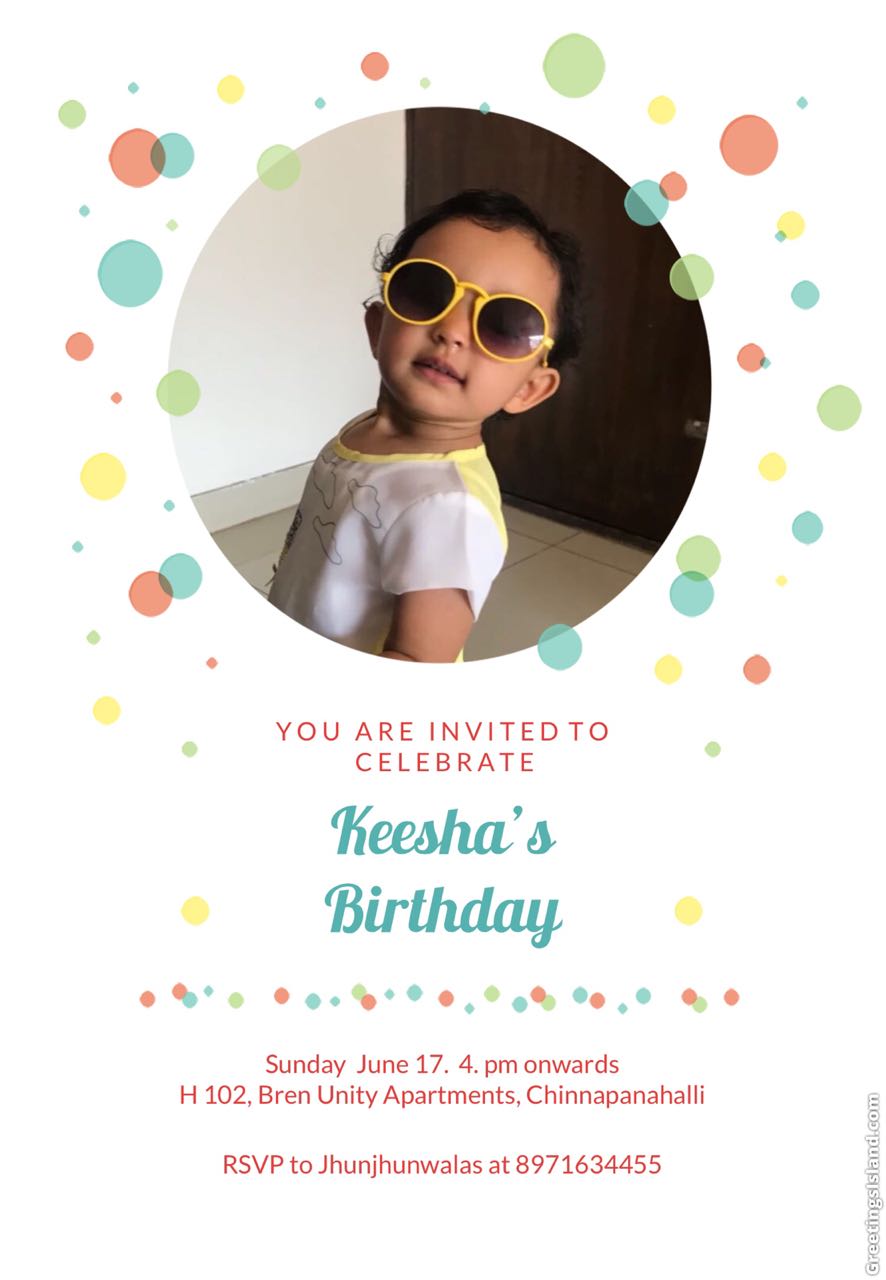 YOU ARE INVITED TO
CELEBRATE
Keesha's
Birthday
Sunday June 17. 4. pm onwards
H 102, Bren Unity Apartments, Chinnapanahalli
RSVP to Jhunjhunwalas at 8971634455
GreetingsIsland.com